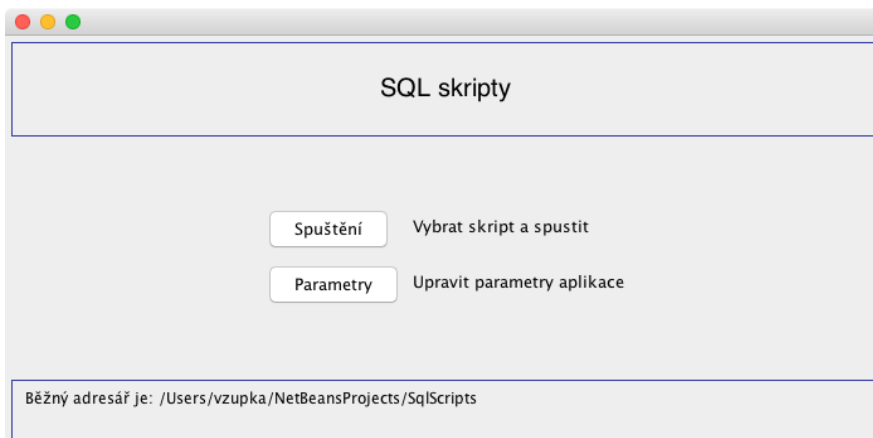 SQL skripty
Spuštění Vybrat skript a spustit
Parametry Upravit parametry aplikace
Běžný adresář je: /Users/vzupka/NetBeansProjects/SqlScripts